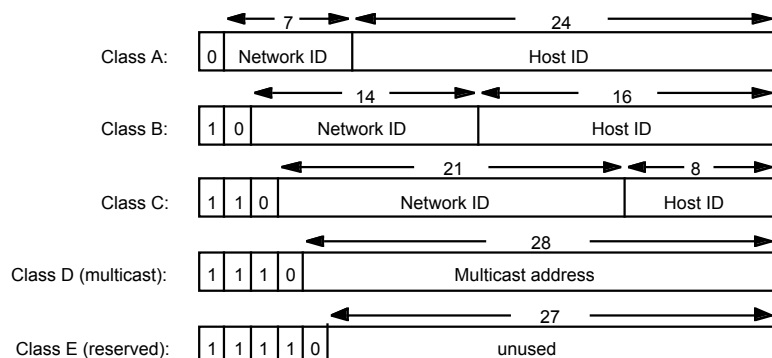 7 24
Class A: 0 Network ID Host ID
14 16
Class B: 1 0 Network ID Host ID
21 8
Class C: 1 1 0 Network ID Host ID
28
Class D (multicast): 1 1 1 0 Multicast address
27
Class E (reserved): 1 1 1 1 0 unused